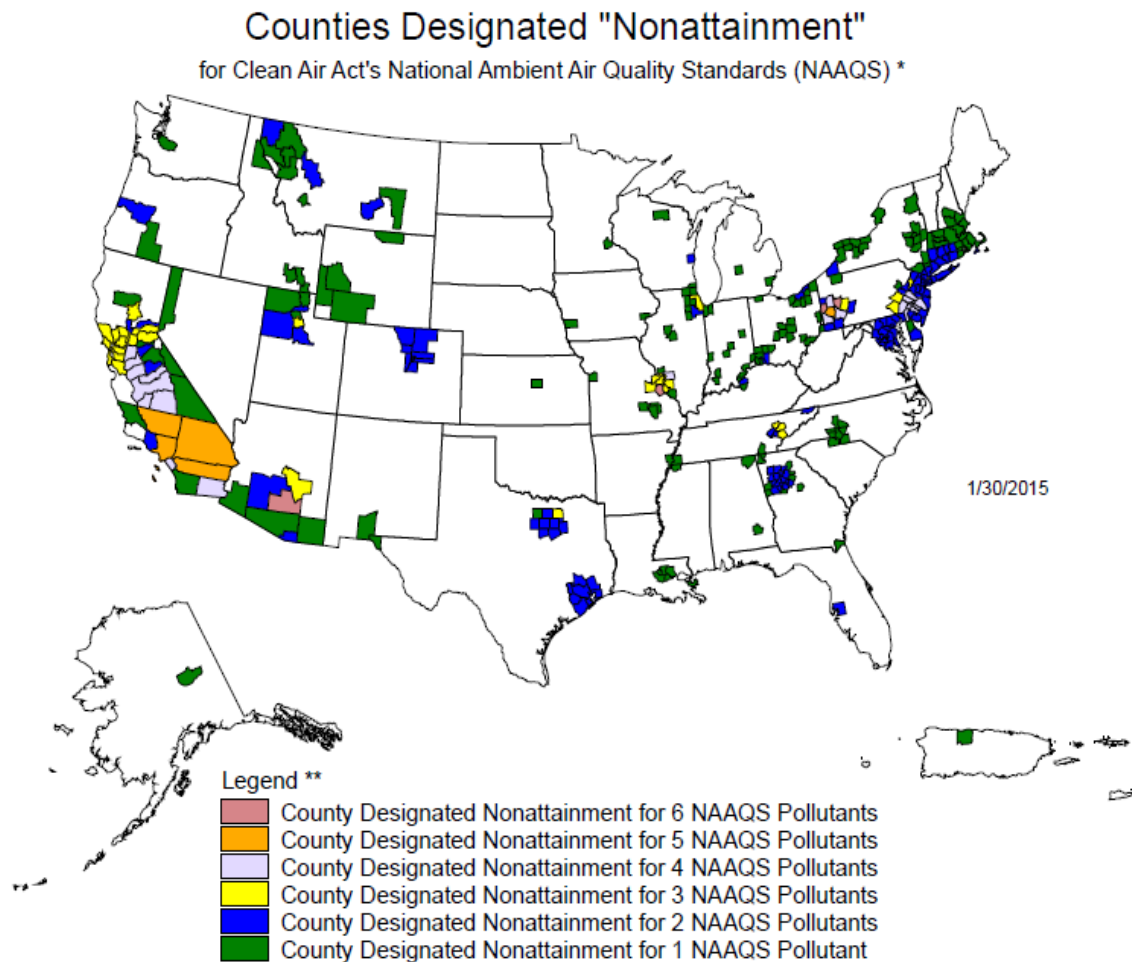 Counties Designated "Nonattainment"
for Clean Air Act's National Ambient Air Quality Standards (NAAQS) *
1/30/2015
Legend **
County Designated Nonattainment for 6 NAAQS Pollutants
County Designated Nonattainment for 5 NAAQS Pollutants
County Designated Nonattainment for 4 NAAQS Pollutants
County Designated Nonattainment for 3 NAAQS Pollutants
County Designated Nonattainment for 2 NAAQS Pollutants
County Designated Nonattainment for 1 NAAQS Pollutant